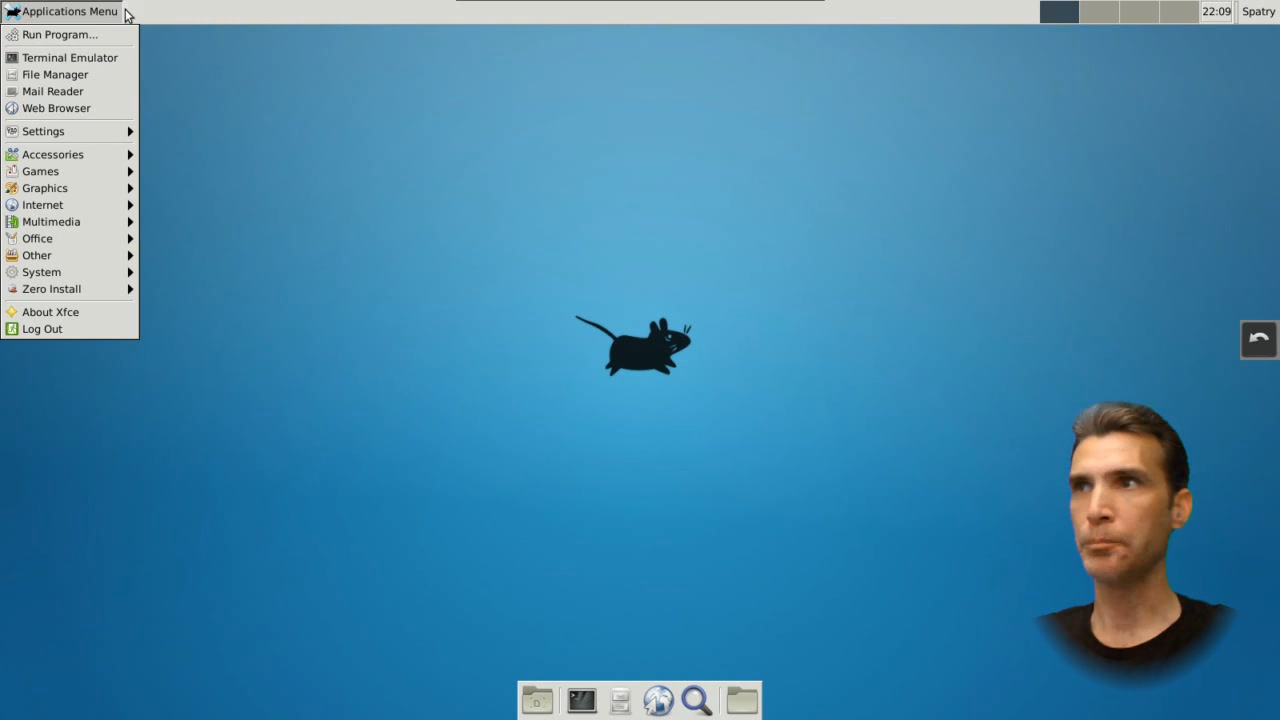 Applications Menu
22:09
Spatry
Run Program...
Terminal Emulator
File Manager
Mail Reader
Web Browser
Settings
Accessories
Games
Graphics
Internet
Multimedia
Office
Other
System
Zero Install
About Xfce
Log Out